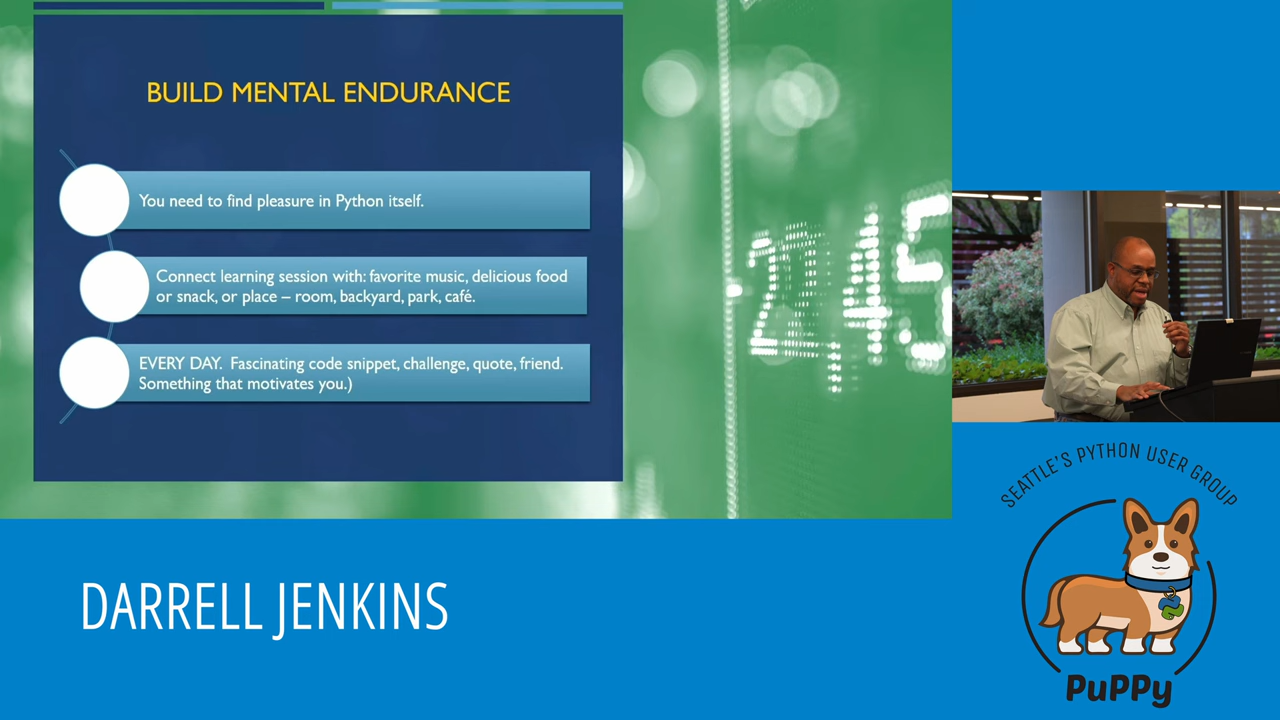 BUILD MENTAL ENDURANCE
You need to find pleasure in Python itself.
Connect learning session with: favorite music, delicious food
or snack, or place – room, backyard, park, café.
EVERY DAY. Fascinating code snippet, challenge, quote, friend.
Something that motivates you.)
2145
DARRELL JENKINS
SEATTLE'S PYTHON USER GROUP
PuPPy